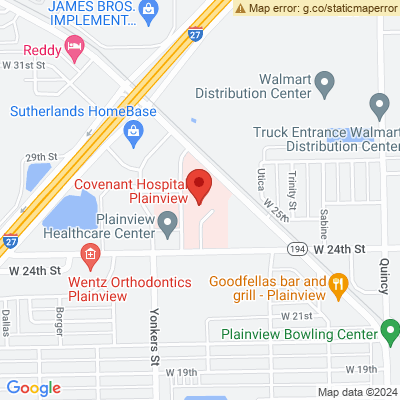 Map error: g.co/staticmaperror
JAMES BROS.
IMPLEMENT…
27
Reddy
W 31st St
Walmart
Distribution Center
Sutherlands HomeBase
Truck Entrance Walmart
Distribution Center
29th St
Covenant Hospital
Plainview
Utica
Trinity St
W 25th
Sabine
Plainview
Healthcare Center
27
194
W 24th St
W 24th St
Quincy
Wentz Orthodontics
Plainview
Goodfellas bar and
grill - Plainview
Dallas
Borger
Yonkers St
W 21st
Plainview Bowling Center
W 19th
W 19th
Google
Map data ©2024